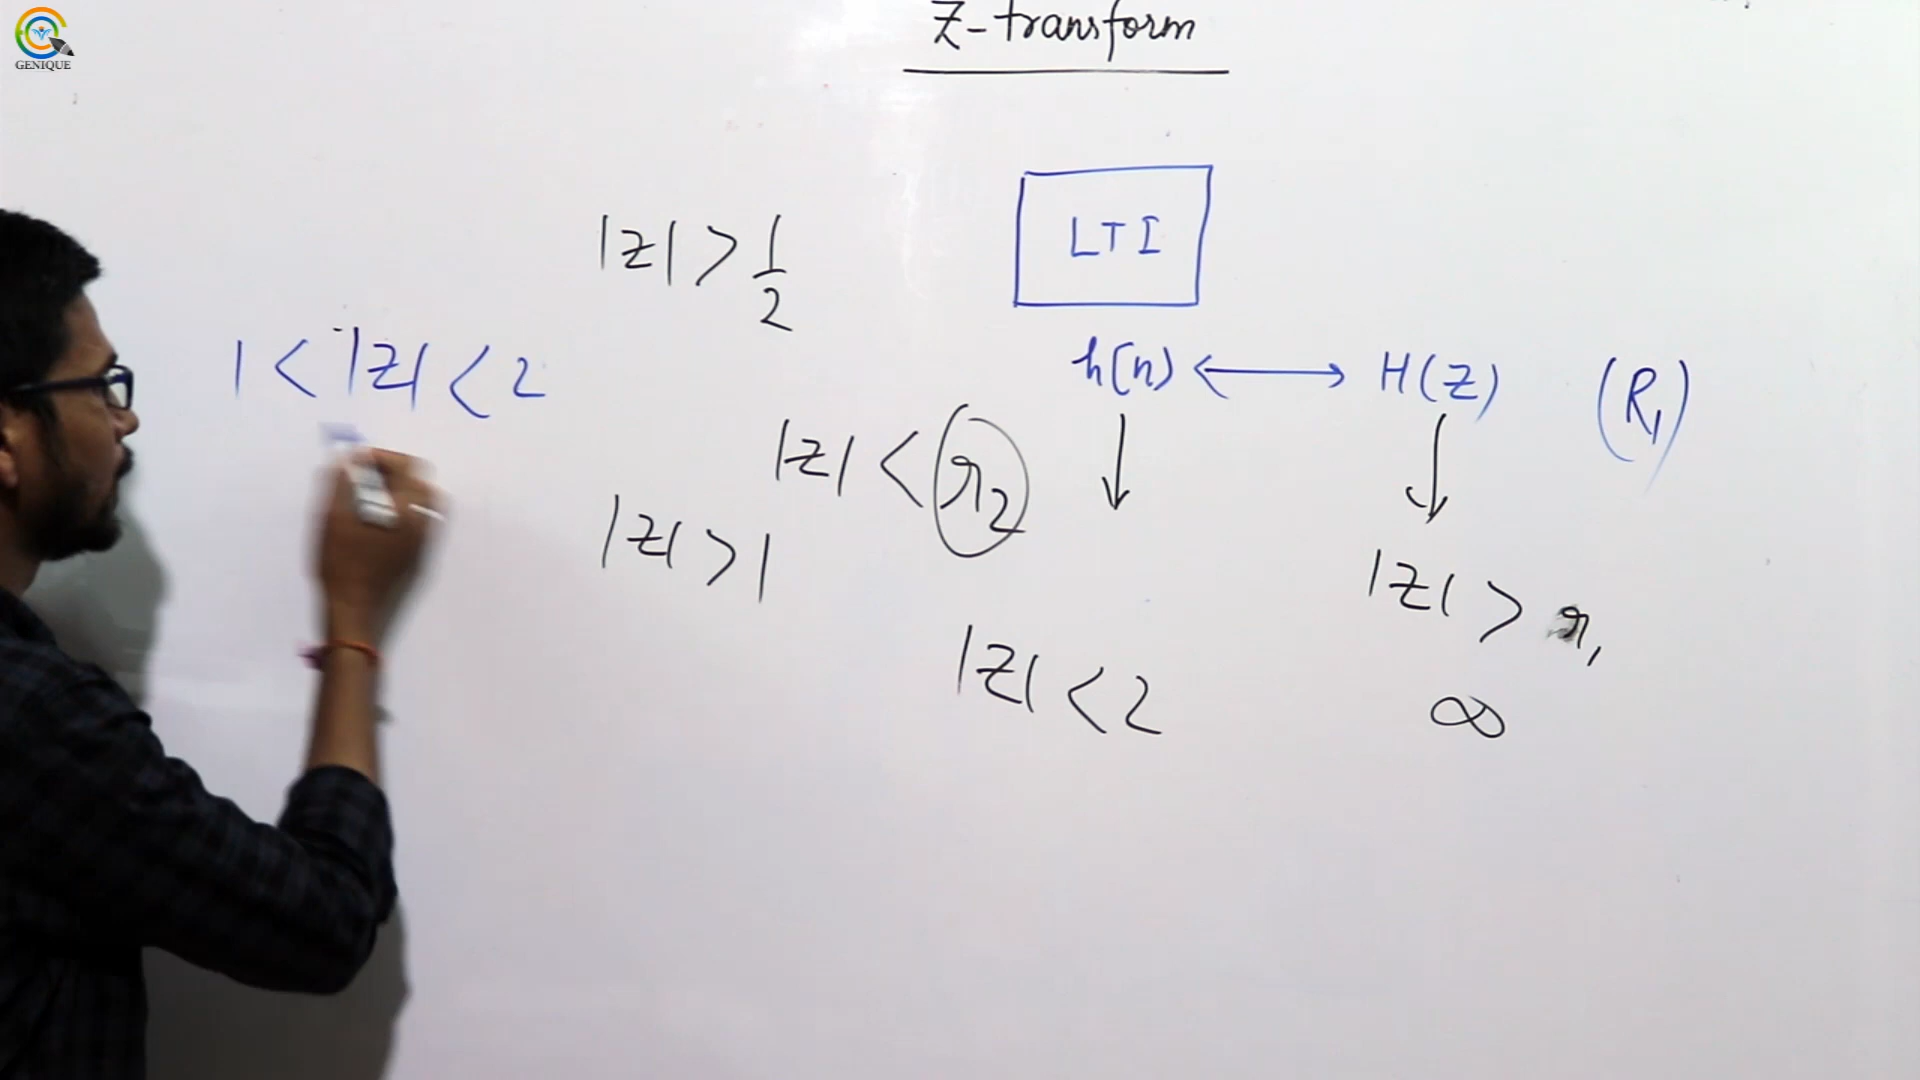 GENIQUE
Z-transform
LTI
|z| > 1/2
1 < |z| < 2
h(n) ↔ H(z) (R₁)
|z| < r₂
|z| > 1
|z| > r₁
|z| < 2
∞